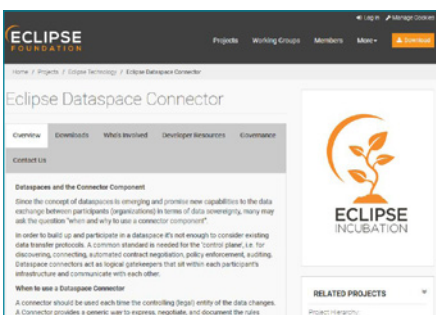 Log in Manage Cookies
ECLIPSE
FOUNDATION
Projects Working Groups Members More Download
Home / Projects / Eclipse Technology / Eclipse Dataspace Connector
Eclipse Dataspace Connector
Overview Downloads Who's Involved Developer Resources Governance
Contact Us
Dataspaces and the Connector Component
Since the concept of dataspaces is emerging and promise new capabilities to the data
exchange between participants (organizations) in terms of data sovereignty, many may
ask the question "when and why to use a connector component".
In order to build up and participate in a dataspace it's not enough to consider existing
data transfer protocols. A common standard is needed for the 'control plane', i.e. for
discovering, connecting, automated contract negotiation, policy enforcement, auditing.
Dataspace connectors act as logical gatekeepers that sit within each participant's
infrastructure and communicate with each other.
When to use a Dataspace Connector
A connector should be used each time the controlling (legal) entity of the data changes.
A Connector provides a generic way to express, negotiate, and document the rules
ECLIPSE
INCUBATION
RELATED PROJECTS
Project Hierarchy: